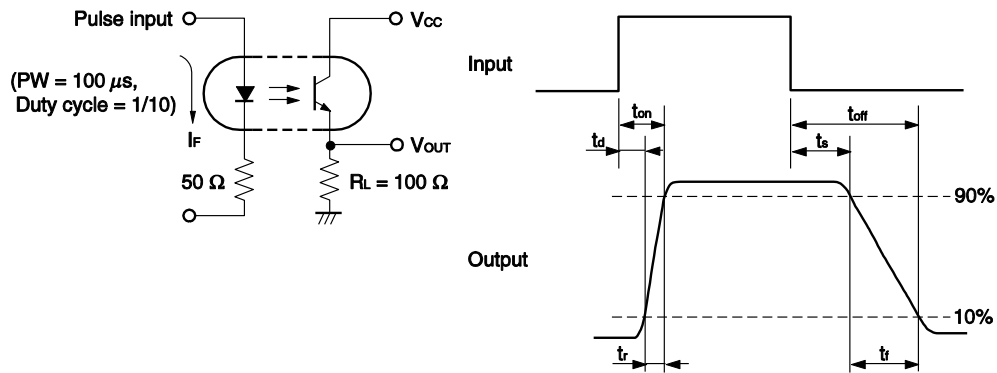 Pulse input
VCC
(PW = 100 μs,
Duty cycle = 1/10)
IF
VOUT
50 Ω
RL = 100 Ω
Input
ton
toff
td
ts
90%
Output
10%
tr
tf